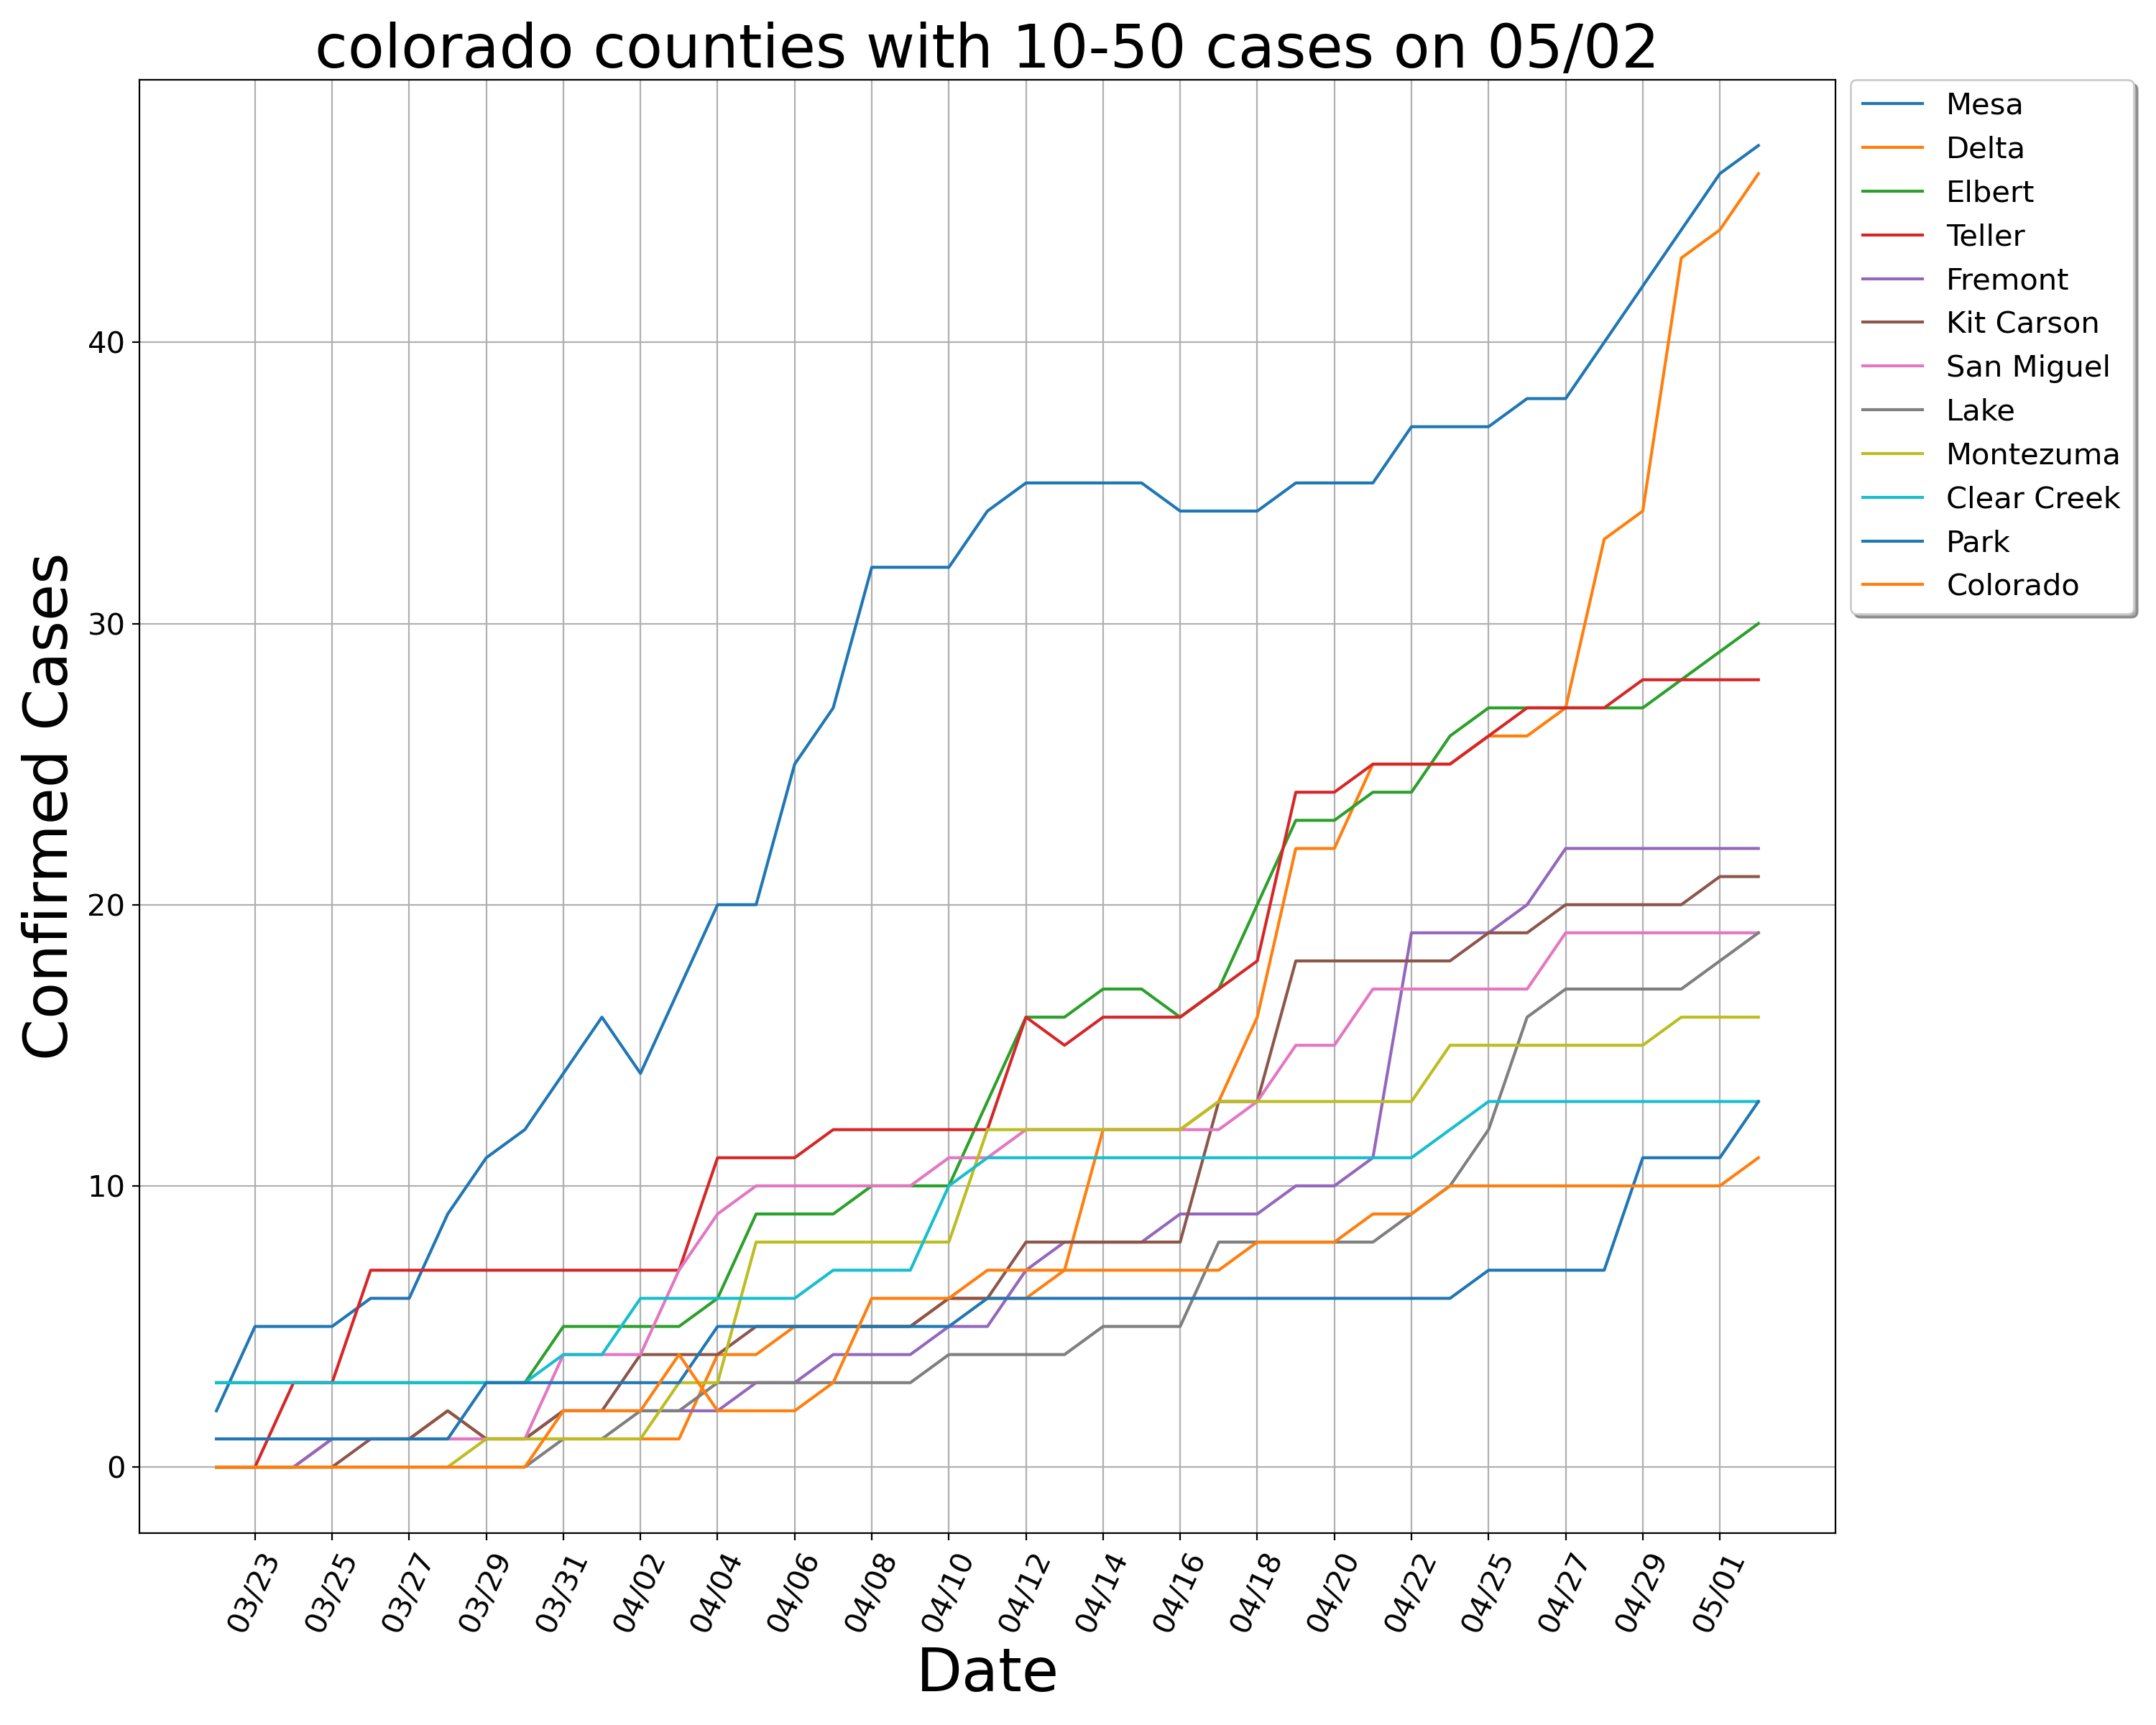 colorado counties with 10-50 cases on 05/02
Mesa
Delta
Elbert
Teller
Fremont
Kit Carson
San Miguel
Lake
Montezuma
Clear Creek
Park
Colorado
Confirmed Cases
40
30
20
10
0
03/23 03/25 03/27 03/29 03/31 04/02 04/04 04/06 04/08 04/10 04/12 04/14 04/16 04/18 04/20 04/22 04/25 04/27 04/29 05/01
Date